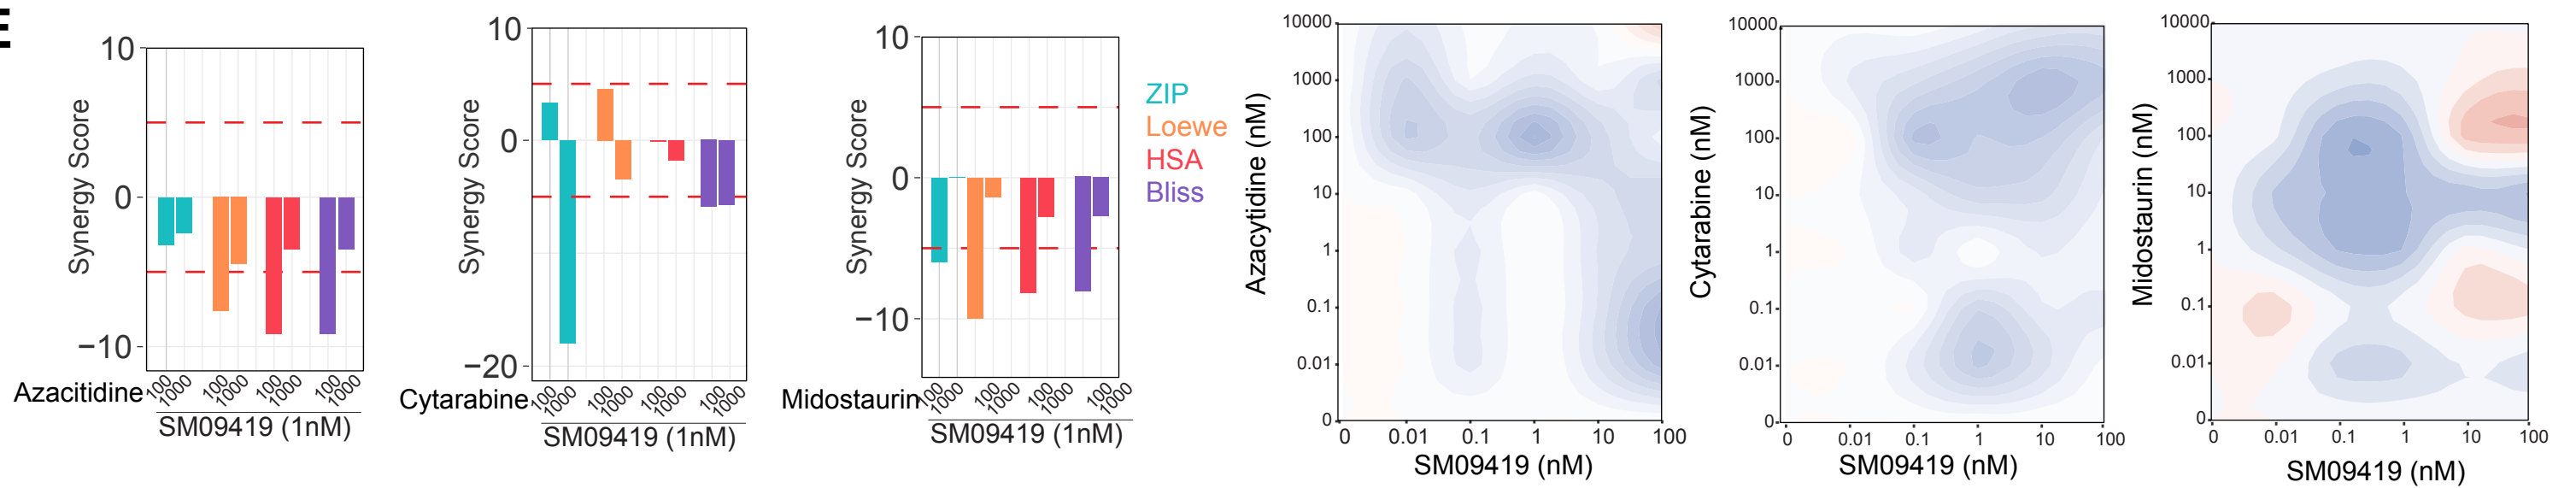 E
10
0
−10
Synergy Score
Azacitidine
100 1000 100 1000 100 1000 100 1000
SM09419 (1nM)
10
0
−20
Synergy Score
Cytarabine
100 1000 100 1000 100 1000 100 1000
SM09419 (1nM)
10
0
−10
Synergy Score
Midostaurin
100 1000 100 1000 100 1000 100 1000
SM09419 (1nM)
ZIP
Loewe
HSA
Bliss
Azacytidine (nM)
10000
1000
100
10
1
0.1
0.01
0
0 0.01 0.1 1 10 100
SM09419 (nM)
Cytarabine (nM)
10000
1000
100
10
1
0.1
0.01
0
0 0.01 0.1 1 10 100
SM09419 (nM)
Midostaurin (nM)
10000
1000
100
10
1
0.1
0.01
0
0 0.01 0.1 1 10 100
SM09419 (nM)